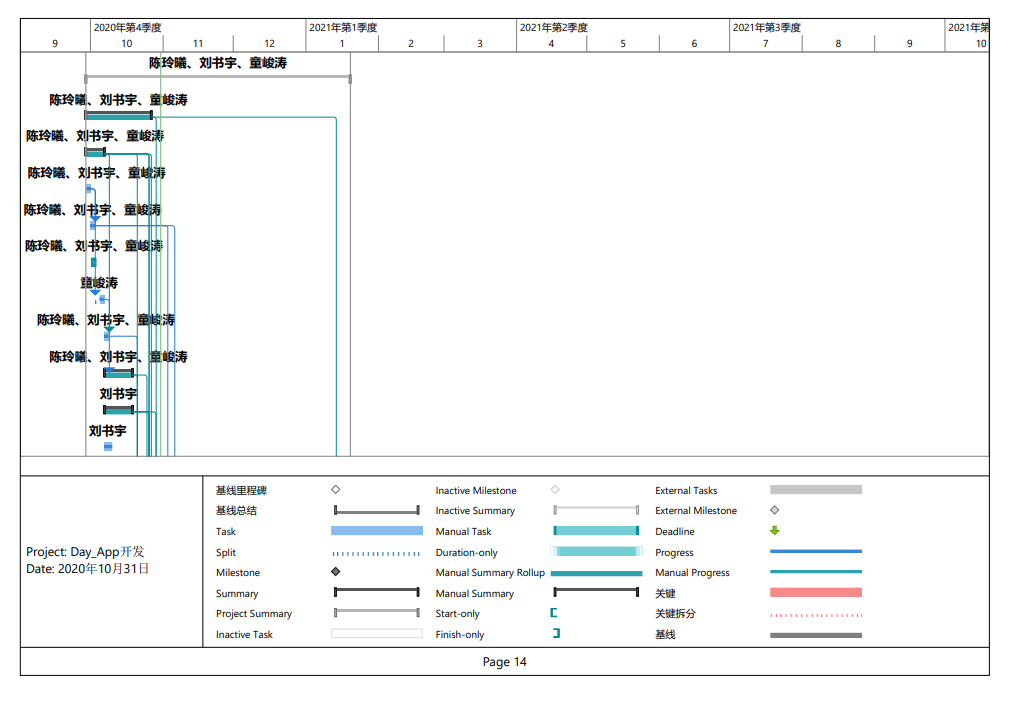 2020年第4季度 2021年第1季度 2021年第2季度 2021年第3季度 2021年第
9 10 11 12 1 2 3 4 5 6 7 8 9 10
陈玲曦、刘书宇、童峻涛
陈玲曦、刘书宇、童峻涛
陈玲曦、刘书宇、童峻涛
陈玲曦、刘书宇、童峻涛
陈玲曦、刘书宇、童峻涛
陈玲曦、刘书宇、童峻涛
童峻涛
陈玲曦、刘书宇、童峻涛
陈玲曦、刘书宇、童峻涛
刘书宇
刘书宇
Project: Day_App开发
Date: 2020年10月31日
基线里程碑 Inactive Milestone External Tasks
基线总结 Inactive Summary External Milestone
Task Manual Task Deadline
Split Duration-only Progress
Milestone Manual Summary Rollup Manual Progress
Summary Manual Summary 关键
Project Summary Start-only 关键拆分
Inactive Task Finish-only 基线
Page 14